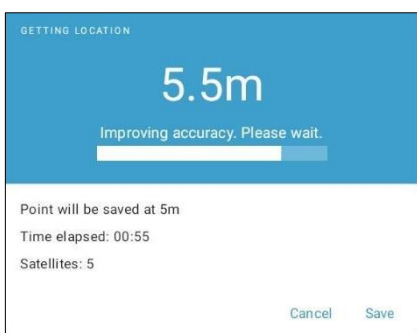 GETTING LOCATION
5.5m
Improving accuracy. Please wait.
Point will be saved at 5m
Time elapsed: 00:55
Satellites: 5
Cancel Save